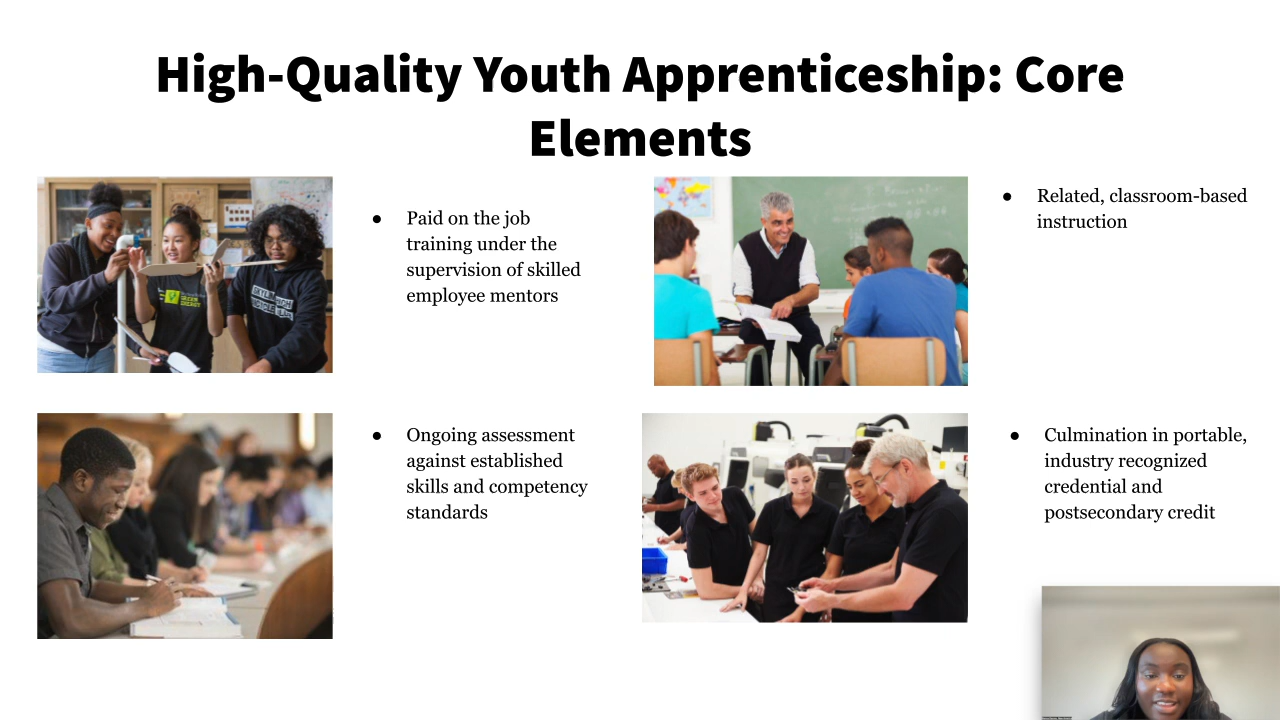 High-Quality Youth Apprenticeship: Core
Elements
● Paid on the job
training under the
supervision of skilled
employee mentors
● Related, classroom-based
instruction
● Ongoing assessment
against established
skills and competency
standards
● Culmination in portable,
industry recognized
credential and
postsecondary credit
GREEN
ENERGY